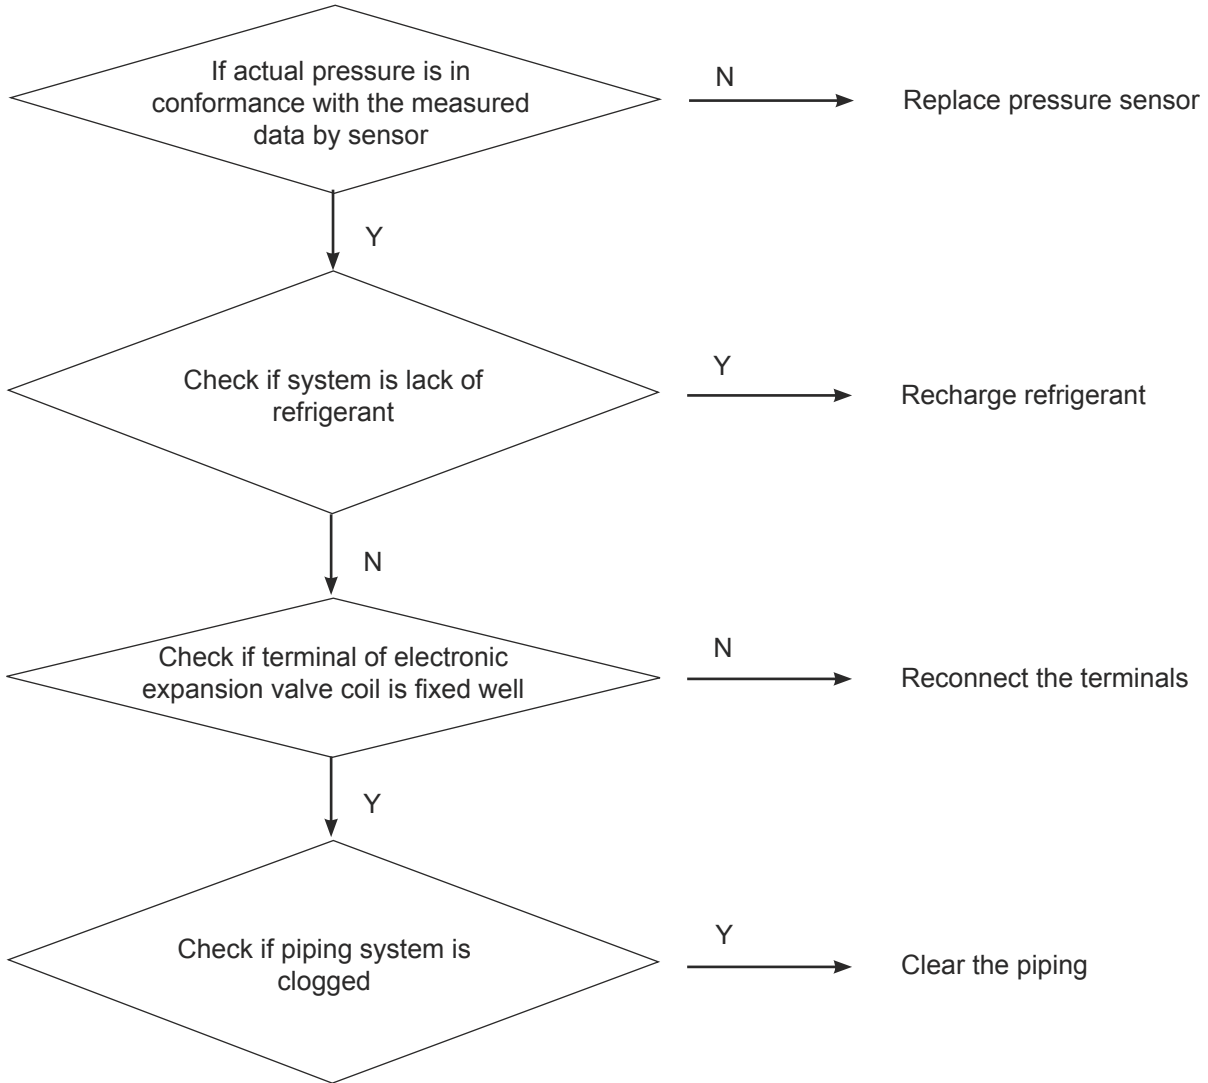 If actual pressure is in
conformance with the measured
data by sensor
N
Replace pressure sensor
Y
Check if system is lack of
refrigerant
Y
Recharge refrigerant
N
Check if terminal of electronic
expansion valve coil is fixed well
N
Reconnect the terminals
Y
Check if piping system is
clogged
Y
Clear the piping